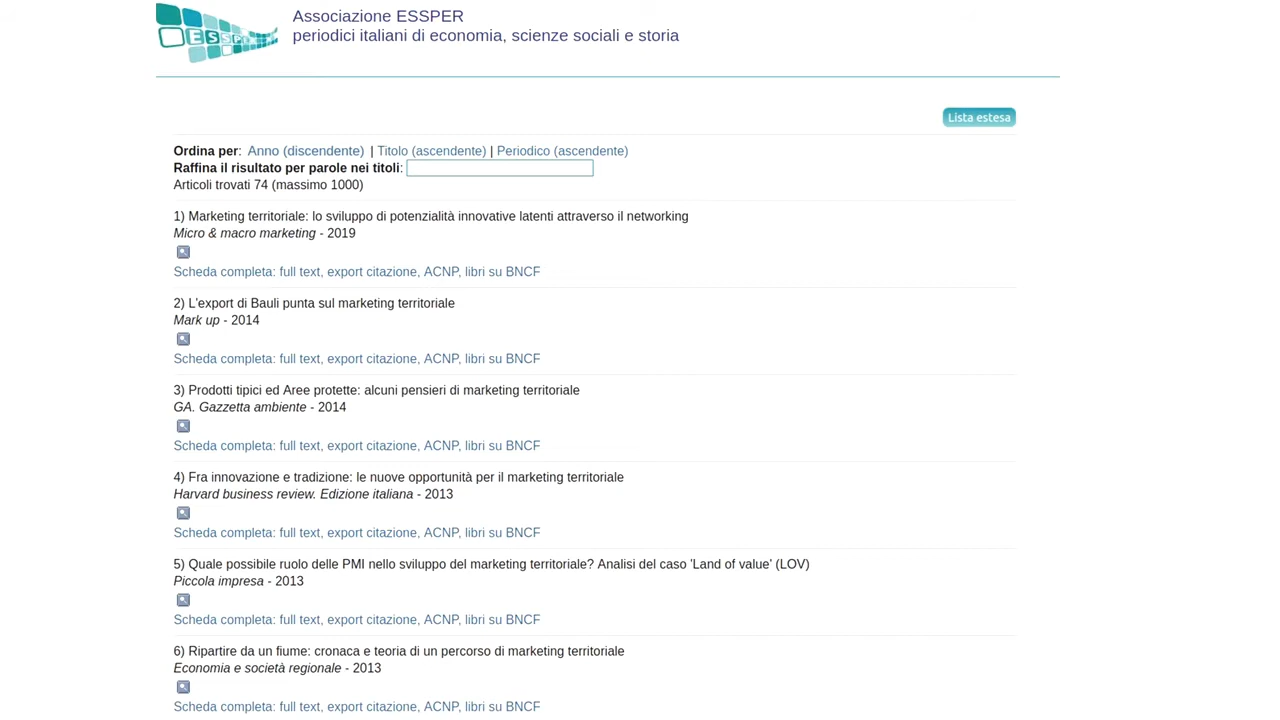 ESSPER
Associazione ESSPER
periodici italiani di economia, scienze sociali e storia
Lista estesa
Ordina per: Anno (discendente) | Titolo (ascendente) | Periodico (ascendente)
Raffina il risultato per parole nei titoli:
Articoli trovati 74 (massimo 1000)
1) Marketing territoriale: lo sviluppo di potenzialità innovative latenti attraverso il networking
Micro & macro marketing - 2019
Scheda completa: full text, export citazione, ACNP, libri su BNCF
2) L'export di Bauli punta sul marketing territoriale
Mark up - 2014
Scheda completa: full text, export citazione, ACNP, libri su BNCF
3) Prodotti tipici ed Aree protette: alcuni pensieri di marketing territoriale
GA. Gazzetta ambiente - 2014
Scheda completa: full text, export citazione, ACNP, libri su BNCF
4) Fra innovazione e tradizione: le nuove opportunità per il marketing territoriale
Harvard business review. Edizione italiana - 2013
Scheda completa: full text, export citazione, ACNP, libri su BNCF
5) Quale possibile ruolo delle PMI nello sviluppo del marketing territoriale? Analisi del caso 'Land of value' (LOV)
Piccola impresa - 2013
Scheda completa: full text, export citazione, ACNP, libri su BNCF
6) Ripartire da un fiume: cronaca e teoria di un percorso di marketing territoriale
Economia e società regionale - 2013
Scheda completa: full text, export citazione, ACNP, libri su BNCF